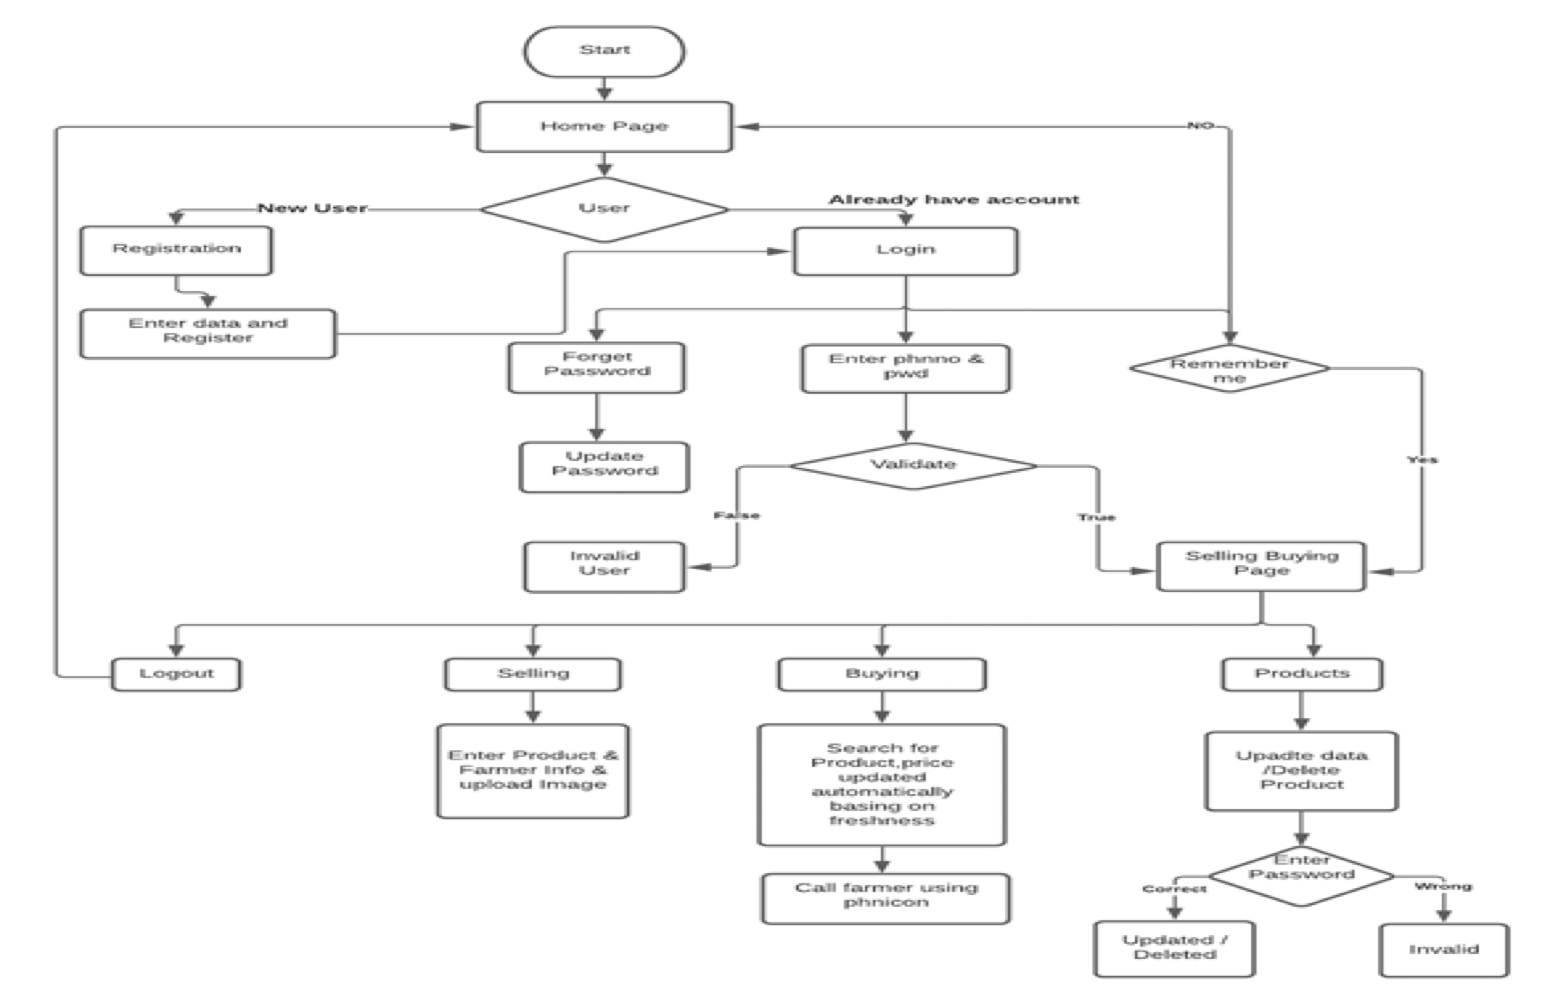 Start
Home Page
NO
User
New User
Already have account
Registration
Login
Enter data and
Register
Forget
Password
Enter phnno &
pwd
Remember
me
Update
Password
Validate
Yes
False
True
Invalid
User
Selling Buying
Page
Logout
Selling
Buying
Products
Enter Product &
Farmer Info &
upload Image
Search for
Product,price
updated
automatically
basing on
freshness
Upadte data
/Delete
Product
Enter
Password
Correct
Wrong
Call farmer using
phnicon
Updated /
Deleted
Invalid